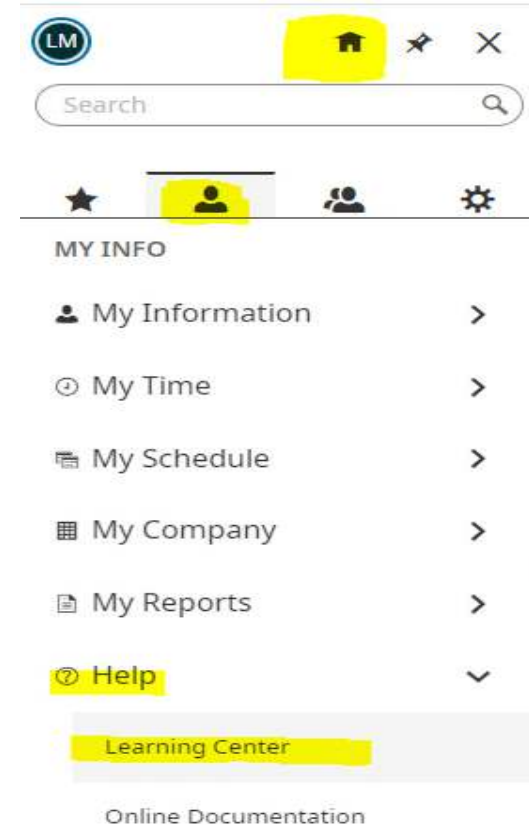 LM
Search
MY INFO
My Information
My Time
My Schedule
My Company
My Reports
Help
Learning Center
Online Documentation